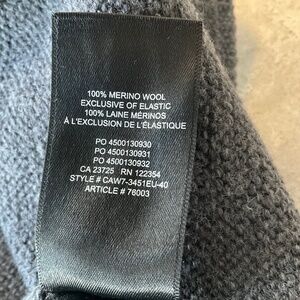 100% MERINO WOOL
EXCLUSIVE OF ELASTIC
100% LAINE MÉRINOS
À L'EXCLUSION DE L'ÉLASTIQUE
PO 4500130930
PO 4500130931
PO 4500130932
CA 23725 RN 122354
STYLE # CAW7-3451EU-40
ARTICLE # 76003